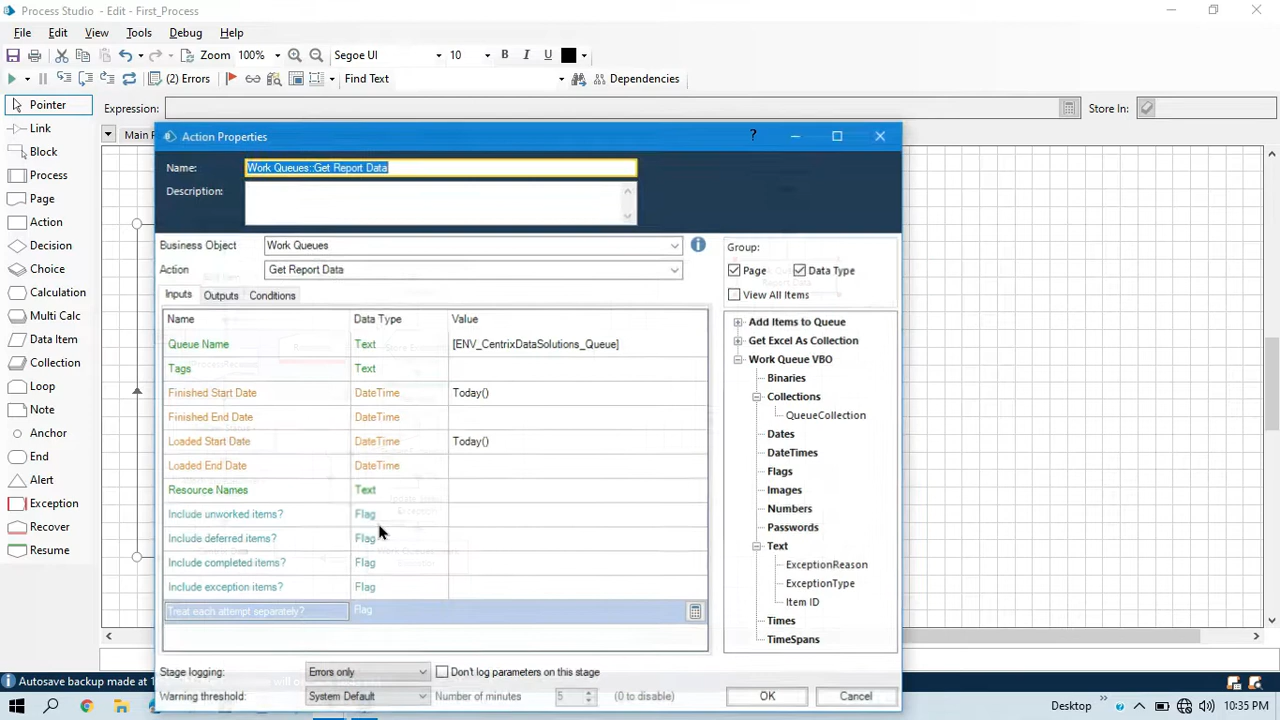 Process Studio - Edit - First_Process
File Edit View Tools Debug Help
Zoom 100% Segoe UI 10 B I U
(2) Errors Find Text Dependencies
Pointer Expression: Store In:
Link Main
Block
Process
Page
Action
Decision
Choice
Calculation
Multi Calc
Data Item
Collection
Loop
Note
Anchor
End
Alert
Exception
Recover
Resume
Action Properties ?
Name: Work Queues::Get Report Data
Description:
Business Object Work Queues
Action Get Report Data
Inputs Outputs Conditions
Name Data Type Value
Queue Name Text [ENV_CentrixDataSolutions_Queue]
Tags Text
Finished Start Date DateTime Today()
Finished End Date DateTime
Loaded Start Date DateTime Today()
Loaded End Date DateTime
Resource Names Text
Include unworked items? Flag
Include deferred items? Flag
Include completed items? Flag
Include exception items? Flag
Treat each attempt separately? Flag
Group:
Page Data Type
View All Items
Add Items to Queue
Get Excel As Collection
Work Queue VBO
Binaries
Collections
QueueCollection
Dates
DateTimes
Flags
Images
Numbers
Passwords
Text
ExceptionReason
ExceptionType
Item ID
Times
TimeSpans
Stage logging: Errors only Don't log parameters on this stage
Warning threshold: System Default Number of minutes 5 (0 to disable) OK Cancel
Autosave backup made at 1
Desktop 10:35 PM